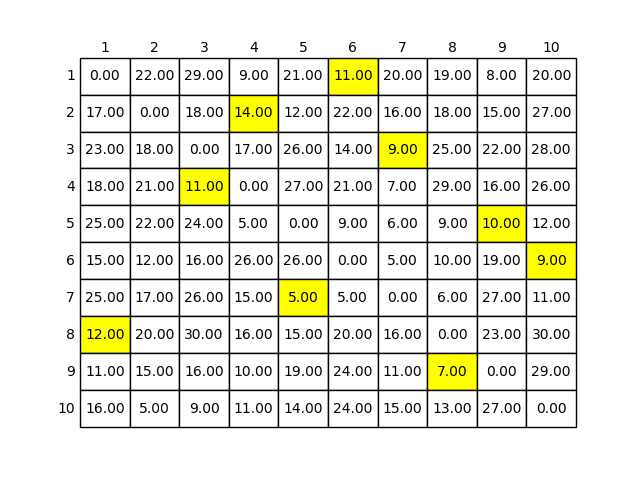 1 2 3 4 5 6 7 8 9 10
1 0.00 22.00 29.00 9.00 21.00 11.00 20.00 19.00 8.00 20.00
2 17.00 0.00 18.00 14.00 12.00 22.00 16.00 18.00 15.00 27.00
3 23.00 18.00 0.00 17.00 26.00 14.00 9.00 25.00 22.00 28.00
4 18.00 21.00 11.00 0.00 27.00 21.00 7.00 29.00 16.00 26.00
5 25.00 22.00 24.00 5.00 0.00 9.00 6.00 9.00 10.00 12.00
6 15.00 12.00 16.00 26.00 26.00 0.00 5.00 10.00 19.00 9.00
7 25.00 17.00 26.00 15.00 5.00 5.00 0.00 6.00 27.00 11.00
8 12.00 20.00 30.00 16.00 15.00 20.00 16.00 0.00 23.00 30.00
9 11.00 15.00 16.00 10.00 19.00 24.00 11.00 7.00 0.00 29.00
10 16.00 5.00 9.00 11.00 14.00 24.00 15.00 13.00 27.00 0.00